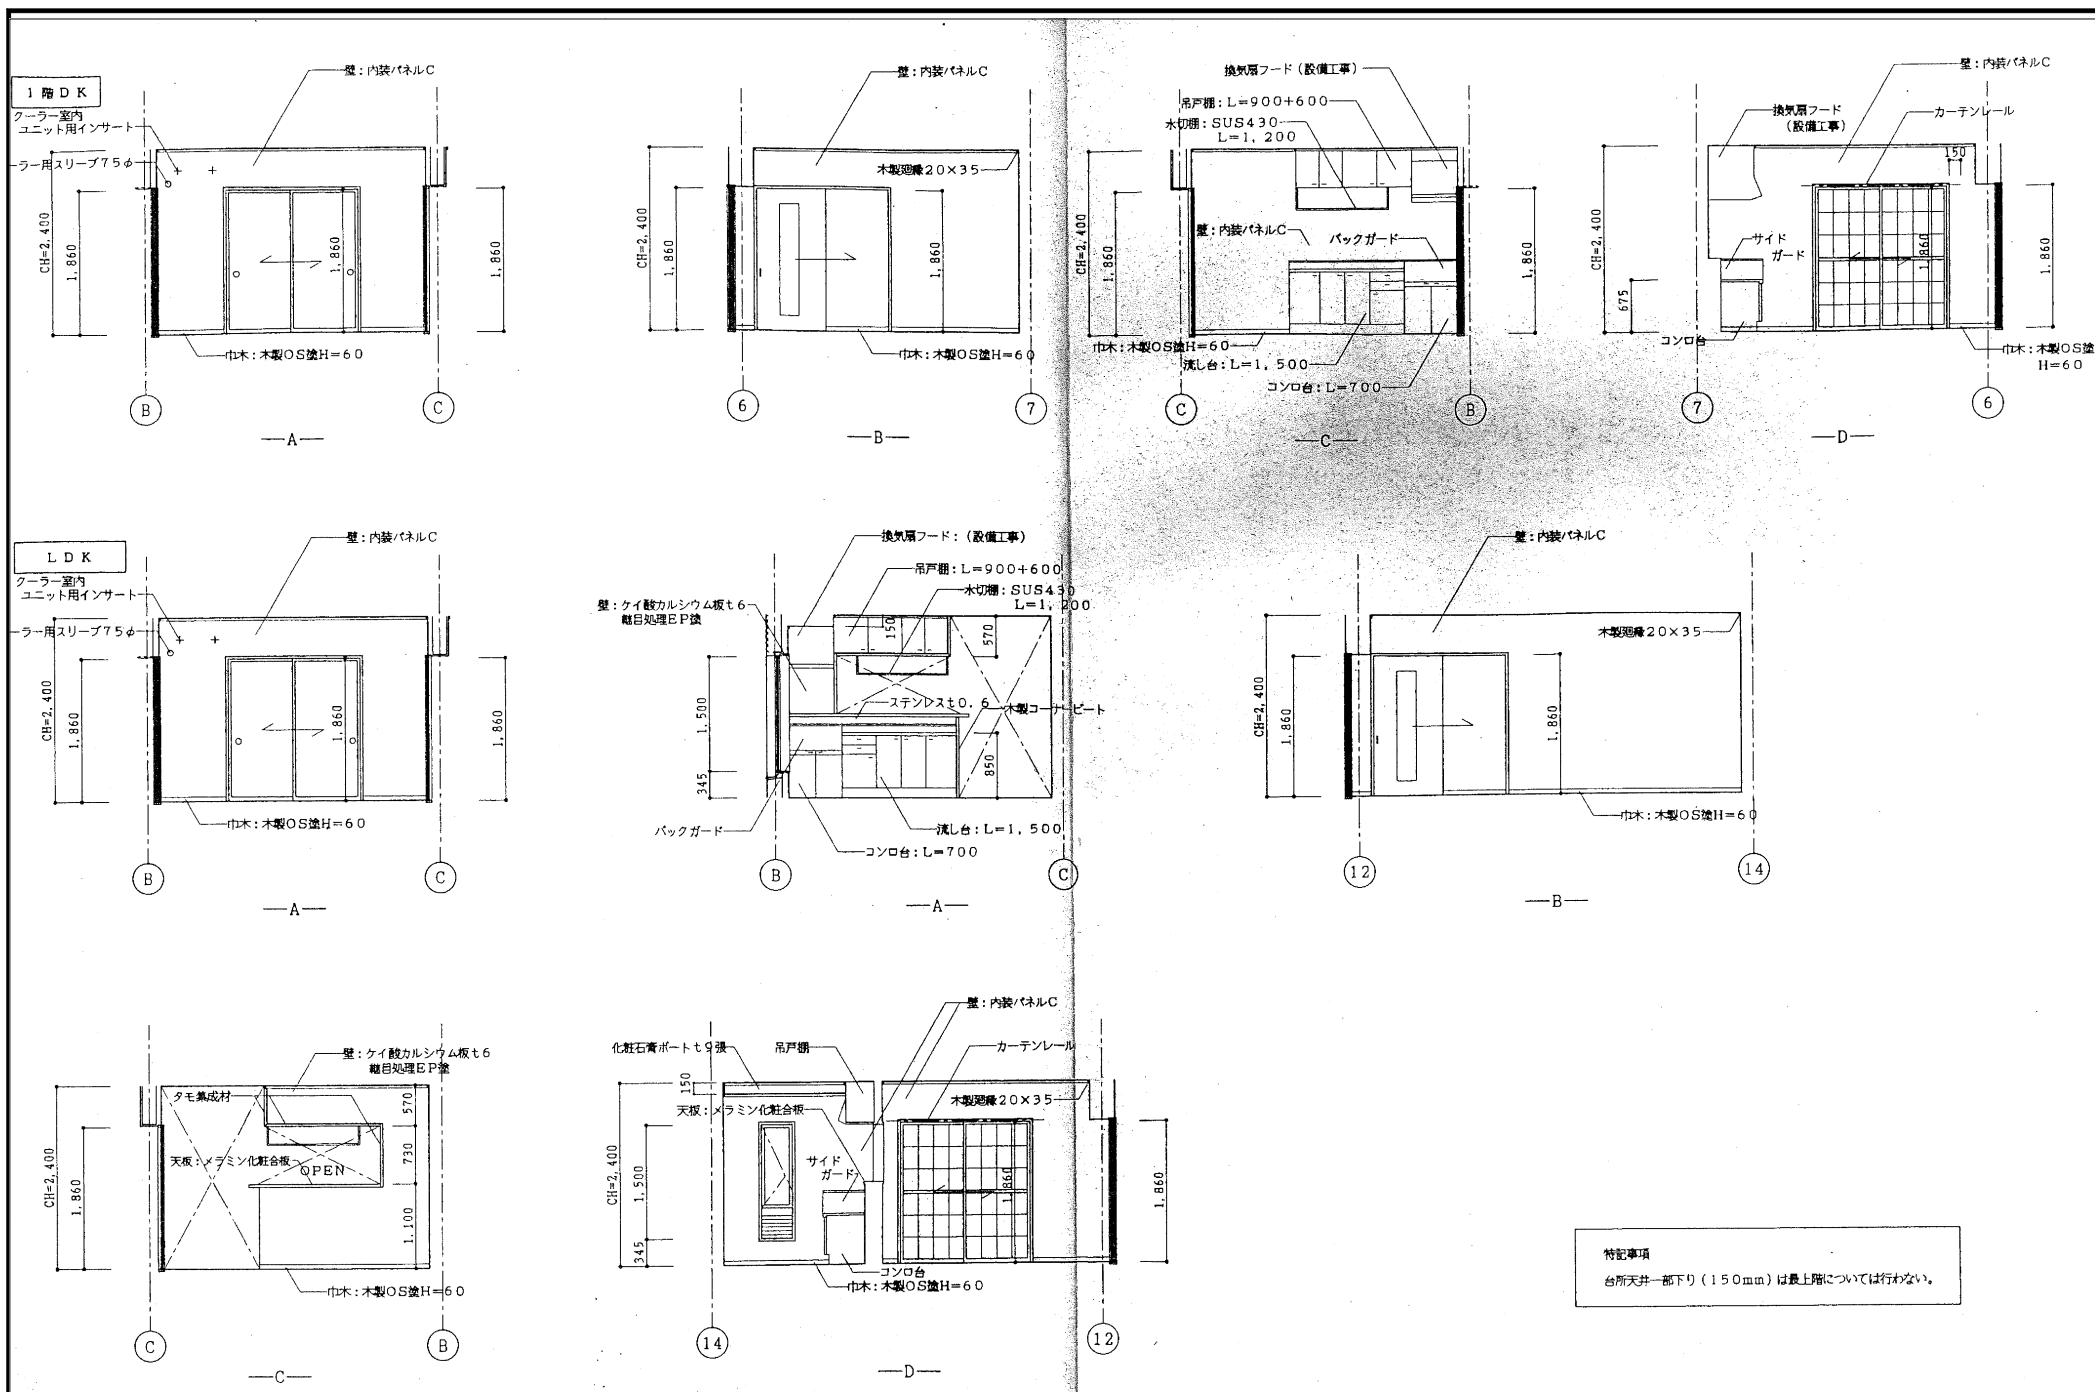 1階DK
壁：内装パネルC
クーラー室内
ユニット用インサート
ーラー用スリーブ75φ
CH=2,400
1,860
1,860
1,860
巾木：木製OS塗H=60
B
C
—A—
壁：内装パネルC
木製廻縁20×35
CH=2,400
1,860
1,860
巾木：木製OS塗H=60
6
7
—B—
換気扇フード（設備工事）
吊戸棚：L=900+600
水切棚：SUS430
L=1,200
CH=2,400
1,860
壁：内装パネルC
バックガード
1,860
巾木：木製OS塗H=60
流し台：L=1,500
コンロ台：L=700
C
B
—C—
壁：内装パネルC
換気扇フード
（設備工事）
カーテンレール
150
CH=2,400
サイド
ガード
675
1,860
1,860
コンロ台
巾木：木製OS塗
H=60
7
6
—D—
LDK
壁：内装パネルC
クーラー室内
ユニット用インサート
ーラー用スリーブ75φ
CH=2,400
1,860
1,860
1,860
巾木：木製OS塗H=60
B
C
—A—
換気扇フード：（設備工事）
吊戸棚：L=900+600
水切棚：SUS430
L=1,200
壁：ケイ酸カルシウム板t6
継目処理EP塗
150
570
ステンレスt0.6
木製コーナービート
1,500
345
850
バックガード
流し台：L=1,500
コンロ台：L=700
B
C
—A—
壁：内装パネルC
木製廻縁20×35
CH=2,400
1,860
1,860
巾木：木製OS塗H=60
12
14
—B—
壁：ケイ酸カルシウム板t6
継目処理EP塗
タモ集成材
天板：メラミン化粧合板
OPEN
CH=2,400
1,860
570
730
1,100
巾木：木製OS塗H=60
C
B
—C—
壁：内装パネルC
化粧石膏ボートt9張
吊戸棚
カーテンレール
150
天板：メラミン化粧合板
木製廻縁20×35
サイド
ガード
CH=2,400
1,500
345
1,860
1,860
コンロ台
巾木：木製OS塗H=60
14
12
—D—
特記事項
台所天井一部下り（150mm）は最上階については行わない。